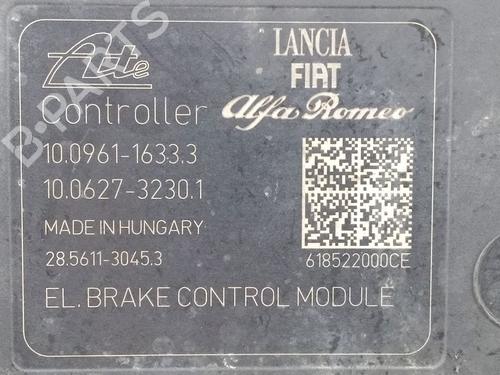 Ate
LANCIA
FIAT
Alfa Romeo
Controller
10.0961-1633.3
10.0627-3230.1
MADE IN HUNGARY
28.5611-3045.3
618522000CE
EL. BRAKE CONTROL MODULE
B-PARTS